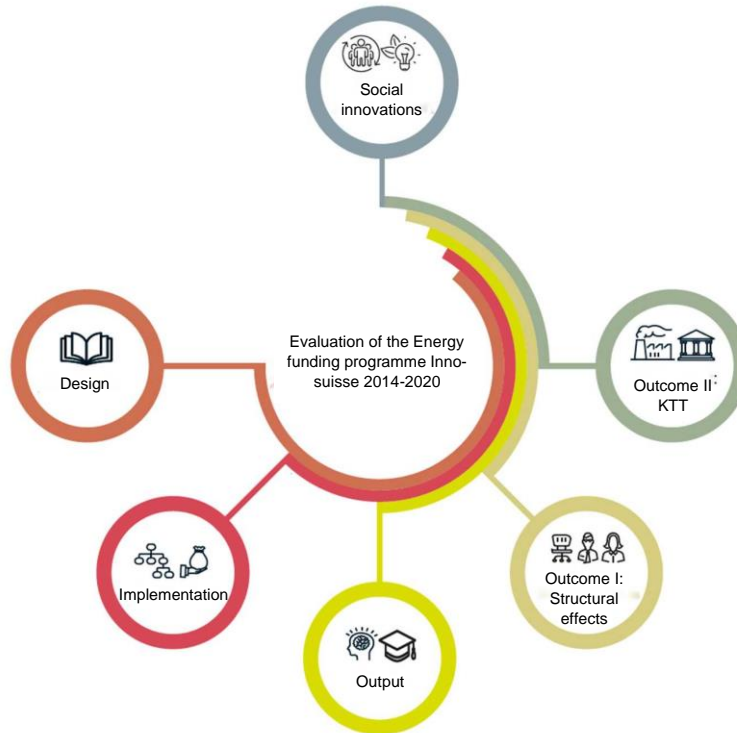 Social
innovations
Evaluation of the Energy
funding programme Inno-
suisse 2014-2020
Design
Outcome II:
KTT
Implementation
Outcome I:
Structural
effects
Output